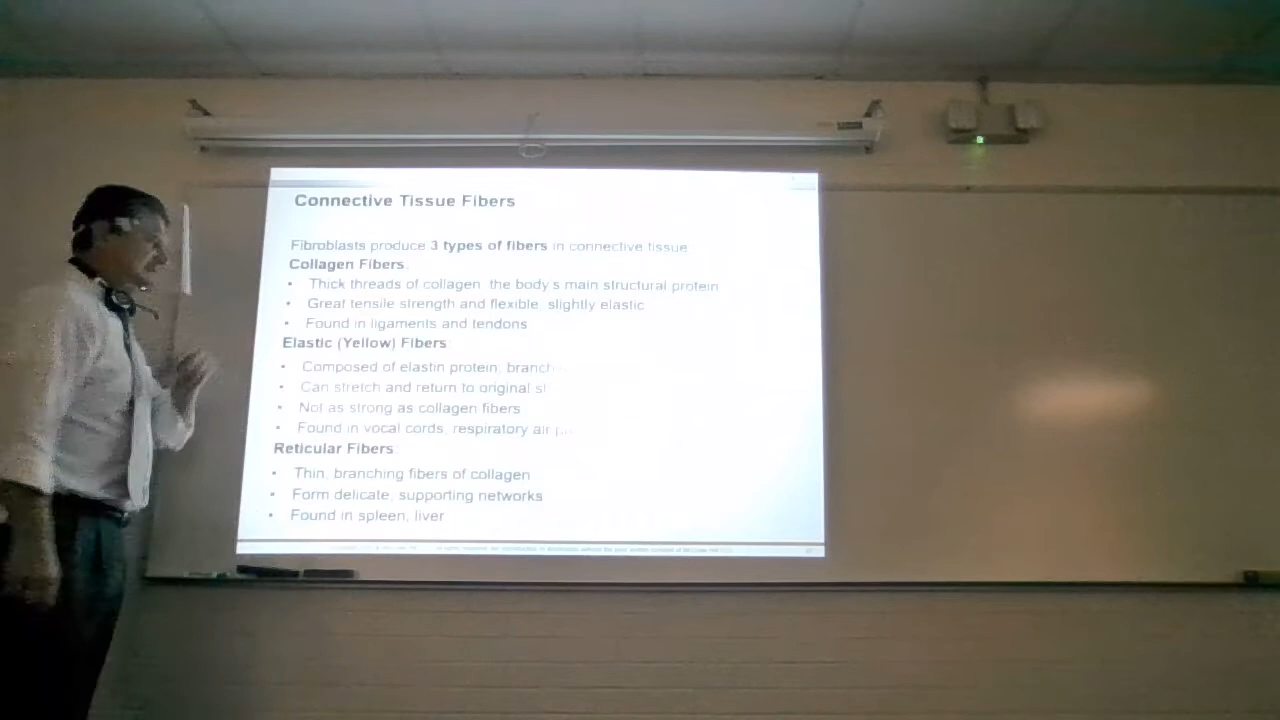 Connective Tissue Fibers
Fibroblasts produce 3 types of fibers in connective tissue
Collagen Fibers:
• Thick threads of collagen, the body's main structural protein
• Great tensile strength and flexible, slightly elastic
• Found in ligaments and tendons
Elastic (Yellow) Fibers:
• Composed of elastin protein; branch
• Can stretch and return to original
• Not as strong as collagen fibers
• Found in vocal cords, respiratory air
Reticular Fibers:
• Thin, branching fibers of collagen
• Form delicate, supporting networks
• Found in spleen, liver